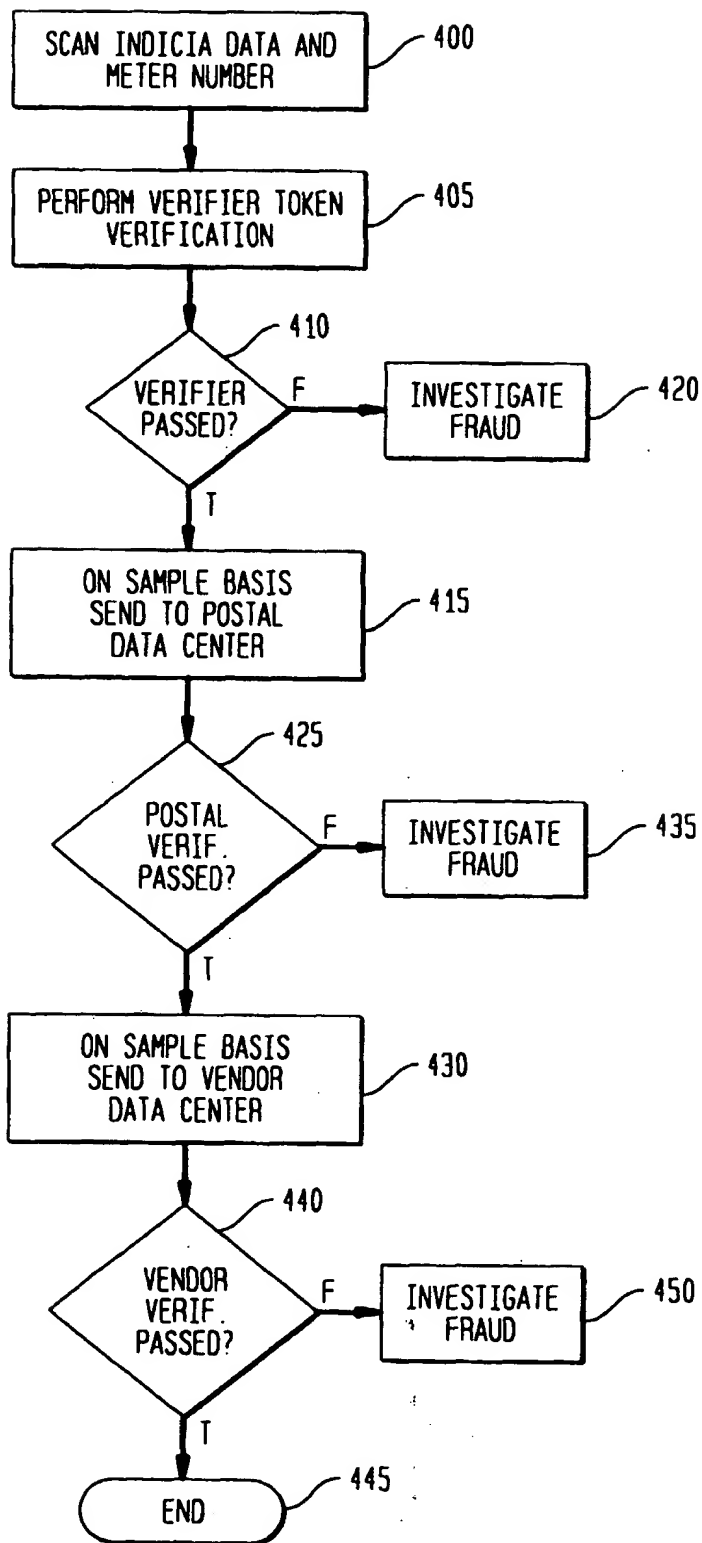 SCAN INDICIA DATA AND
METER NUMBER
400
PERFORM VERIFIER TOKEN
VERIFICATION
405
410
VERIFIER
PASSED?
F
INVESTIGATE
FRAUD
420
T
ON SAMPLE BASIS
SEND TO POSTAL
DATA CENTER
415
425
POSTAL
VERIF.
PASSED?
F
INVESTIGATE
FRAUD
435
T
ON SAMPLE BASIS
SEND TO VENDOR
DATA CENTER
430
440
VENDOR
VERIF.
PASSED?
F
INVESTIGATE
FRAUD
450
T
END
445